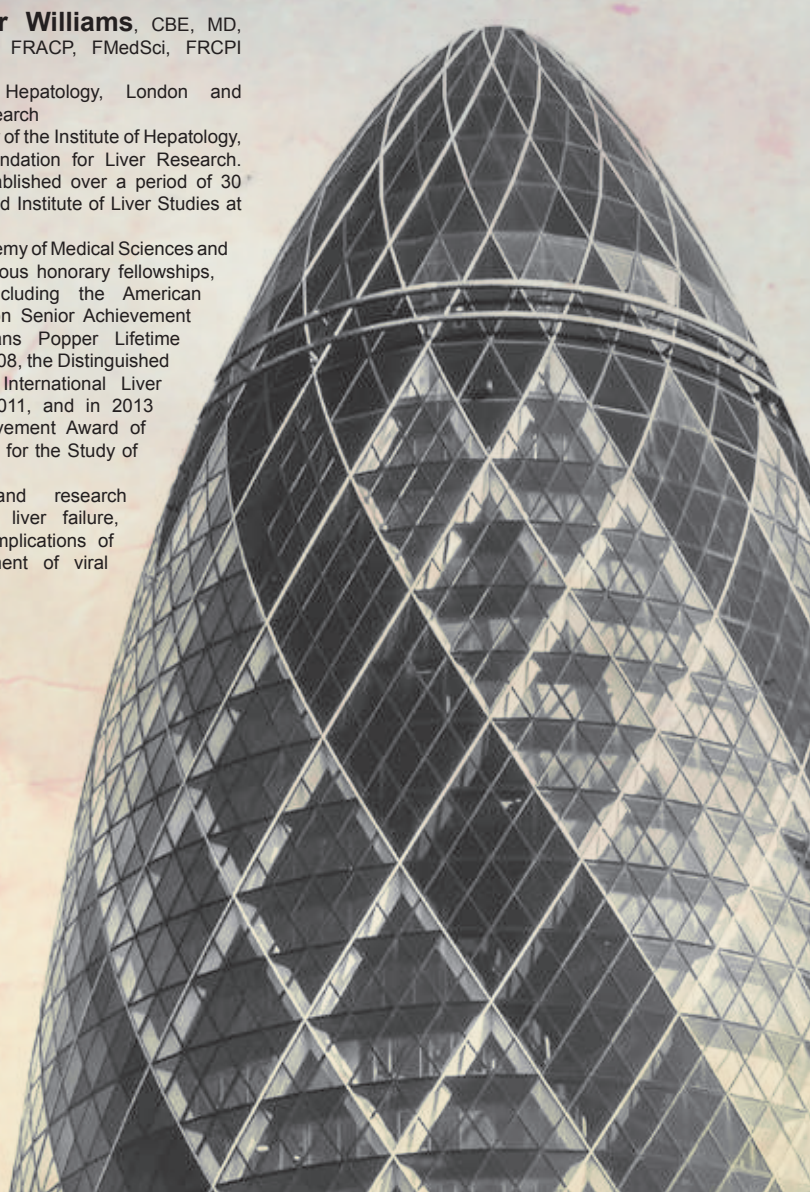 r Williams, CBE, MD,
FRACP, FMedSci, FRCPI
Hepatology, London and
earch
of the Institute of Hepatology,
ndation for Liver Research.
ablished over a period of 30
d Institute of Liver Studies at
emy of Medical Sciences and
ous honorary fellowships,
cluding the American
n Senior Achievement
ans Popper Lifetime
08, the Distinguished
International Liver
011, and in 2013
vement Award of
for the Study of
and research
liver failure,
mplications of
ent of viral